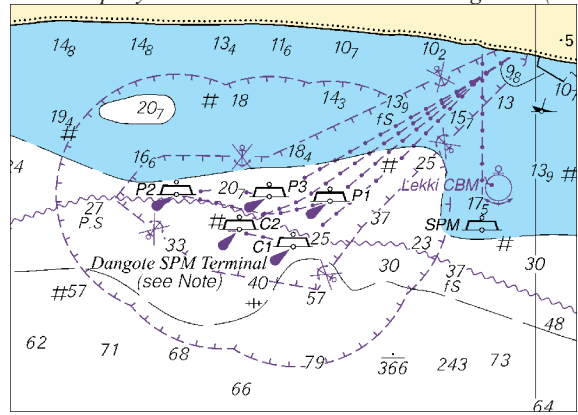 14₈ 14₈ 13₄ 11₆ 10₇ 10₂ ·5
9₈ 10₇
19₄ # 20₇ # 18 14₃ 13₉ fS 15₇ 13
16₆ 18₄ # 25 Lekki CBM 13₉ #
P2 20₇ P3 P1 17₅
27 P.S # C2 37 SPM
33 C1 25 23 # 30
Dangote SPM Terminal 30 37 fS
(see Note) 40
#57 57 48
62 71 68 79 366 243 73
66 64